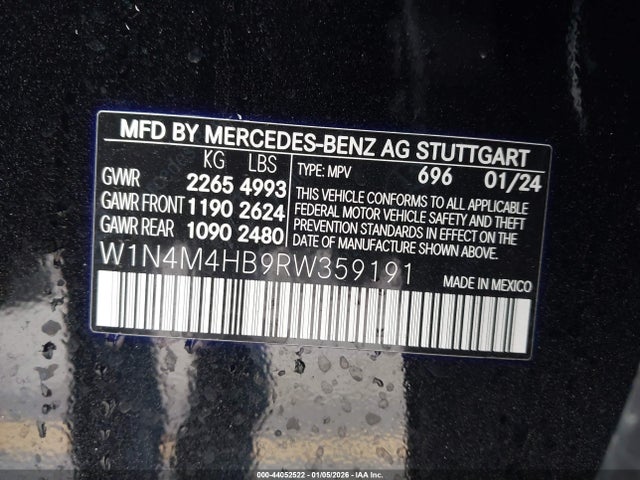 MFD BY MERCEDES-BENZ AG STUTTGART
KG LBS
GVWR 2265 4993
GAWR FRONT 1190 2624
GAWR REAR 1090 2480
TYPE: MPV 696 01/24
THIS VEHICLE CONFORMS TO ALL APPLICABLE
FEDERAL MOTOR VEHICLE SAFETY AND THEFT
PREVENTION STANDARDS IN EFFECT ON THE
DATE OF MANUFACTURE SHOWN ABOVE.
W1N4M4HB9RW359191
MADE IN MEXICO
000-44052522 - 01/05/2026 - IAA Inc.